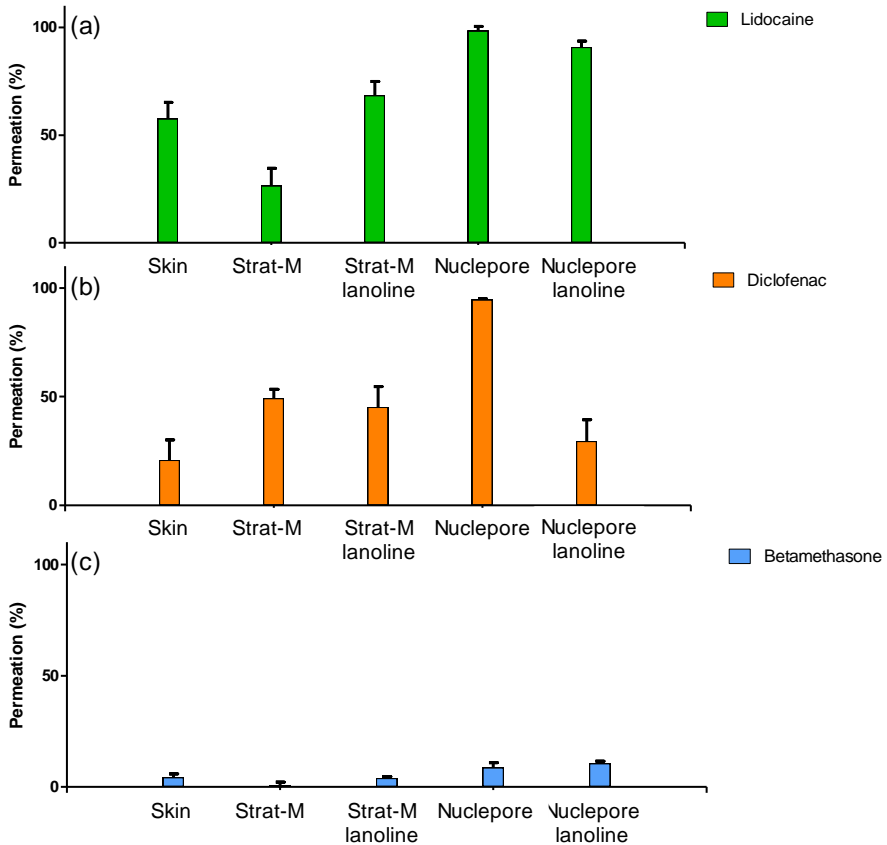 (a)
Lidocaine
Permeation (%)
100
50
0
Skin
Strat-M
Strat-M
lanoline
Nuclepore
Nuclepore
lanoline
(b)
Diclofenac
Permeation (%)
100
50
0
Skin
Strat-M
Strat-M
lanoline
Nuclepore
Nuclepore
lanoline
(c)
Betamethasone
Permeation (%)
100
50
0
Skin
Strat-M
Strat-M
lanoline
Nuclepore
Nuclepore
lanoline